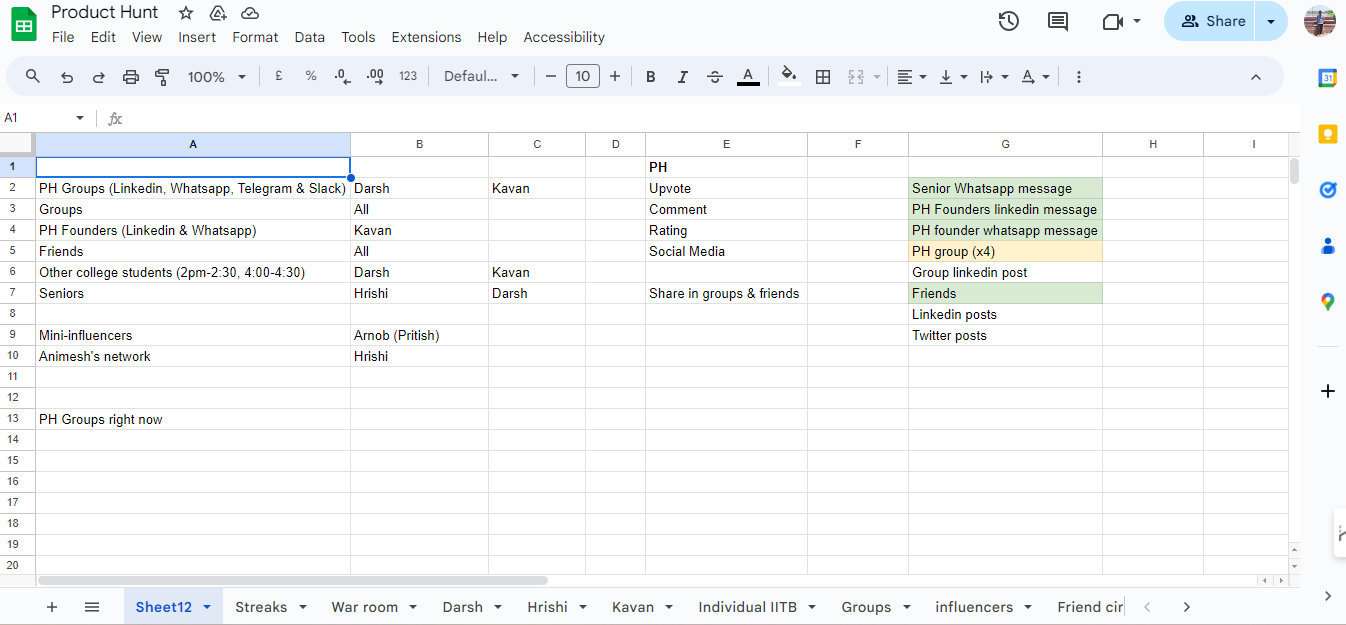 Product Hunt
File Edit View Insert Format Data Tools Extensions Help Accessibility
Share
100% £ % .0 .00 123 Defaul... 10 B I S A A
31
A1 fx
A B C D E F G H I
1 PH
2 PH Groups (Linkedin, Whatsapp, Telegram & Slack) Darsh Kavan Upvote Senior Whatsapp message
3 Groups All Comment PH Founders linkedin message
4 PH Founders (Linkedin & Whatsapp) Kavan Rating PH founder whatsapp message
5 Friends All Social Media PH group (x4)
6 Other college students (2pm-2:30, 4:00-4:30) Darsh Kavan Group linkedin post
7 Seniors Hrishi Darsh Share in groups & friends Friends
8 Linkedin posts
9 Mini-influencers Arnob (Pritish) Twitter posts
10 Animesh's network Hrishi
11
12
13 PH Groups right now
14
15
16
17
18
19
20
Sheet12 Streaks War room Darsh Hrishi Kavan Individual IITB Groups influencers Friend cir